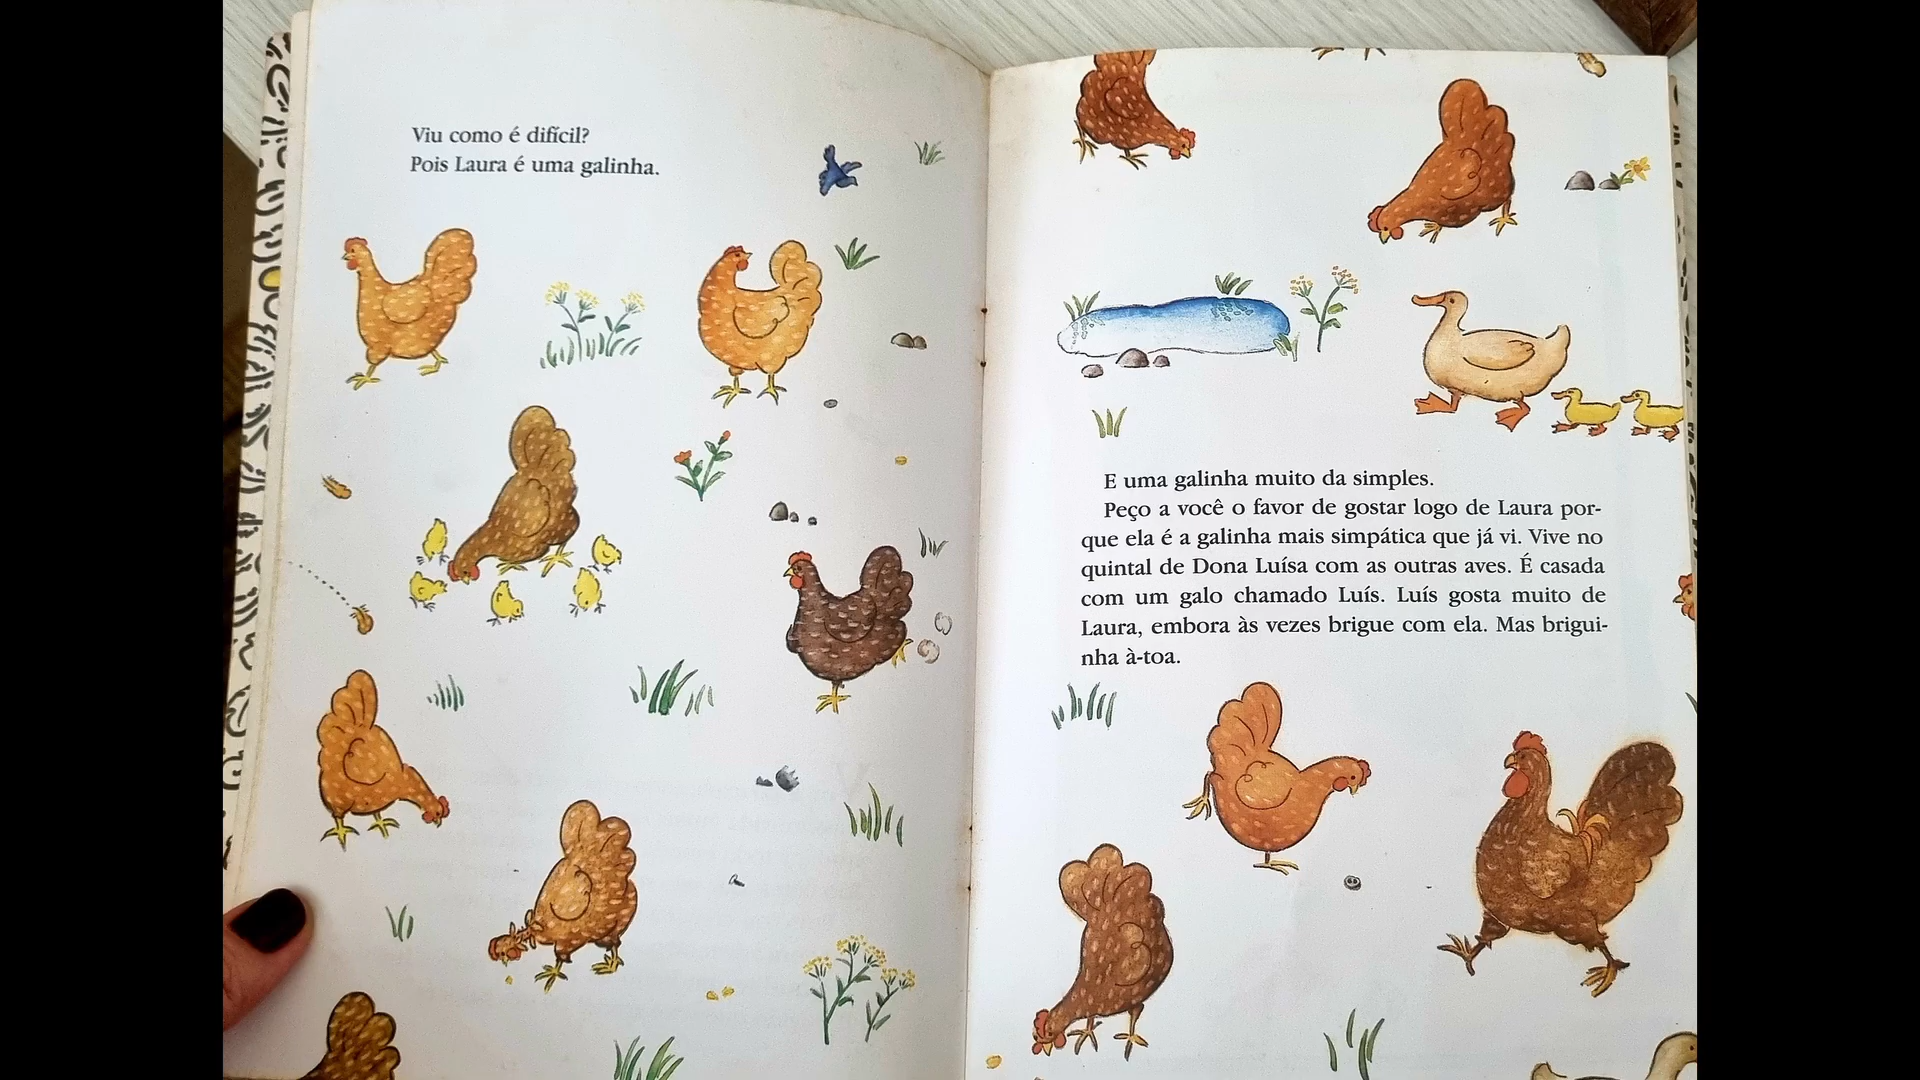 Viu como é difícil?
Pois Laura é uma galinha.
E uma galinha muito da simples.
Peço a você o favor de gostar logo de Laura por-
que ela é a galinha mais simpática que já vi. Vive no
quintal de Dona Luísa com as outras aves. É casada
com um galo chamado Luís. Luís gosta muito de
Laura, embora às vezes brigue com ela. Mas brigui-
nha à-toa.